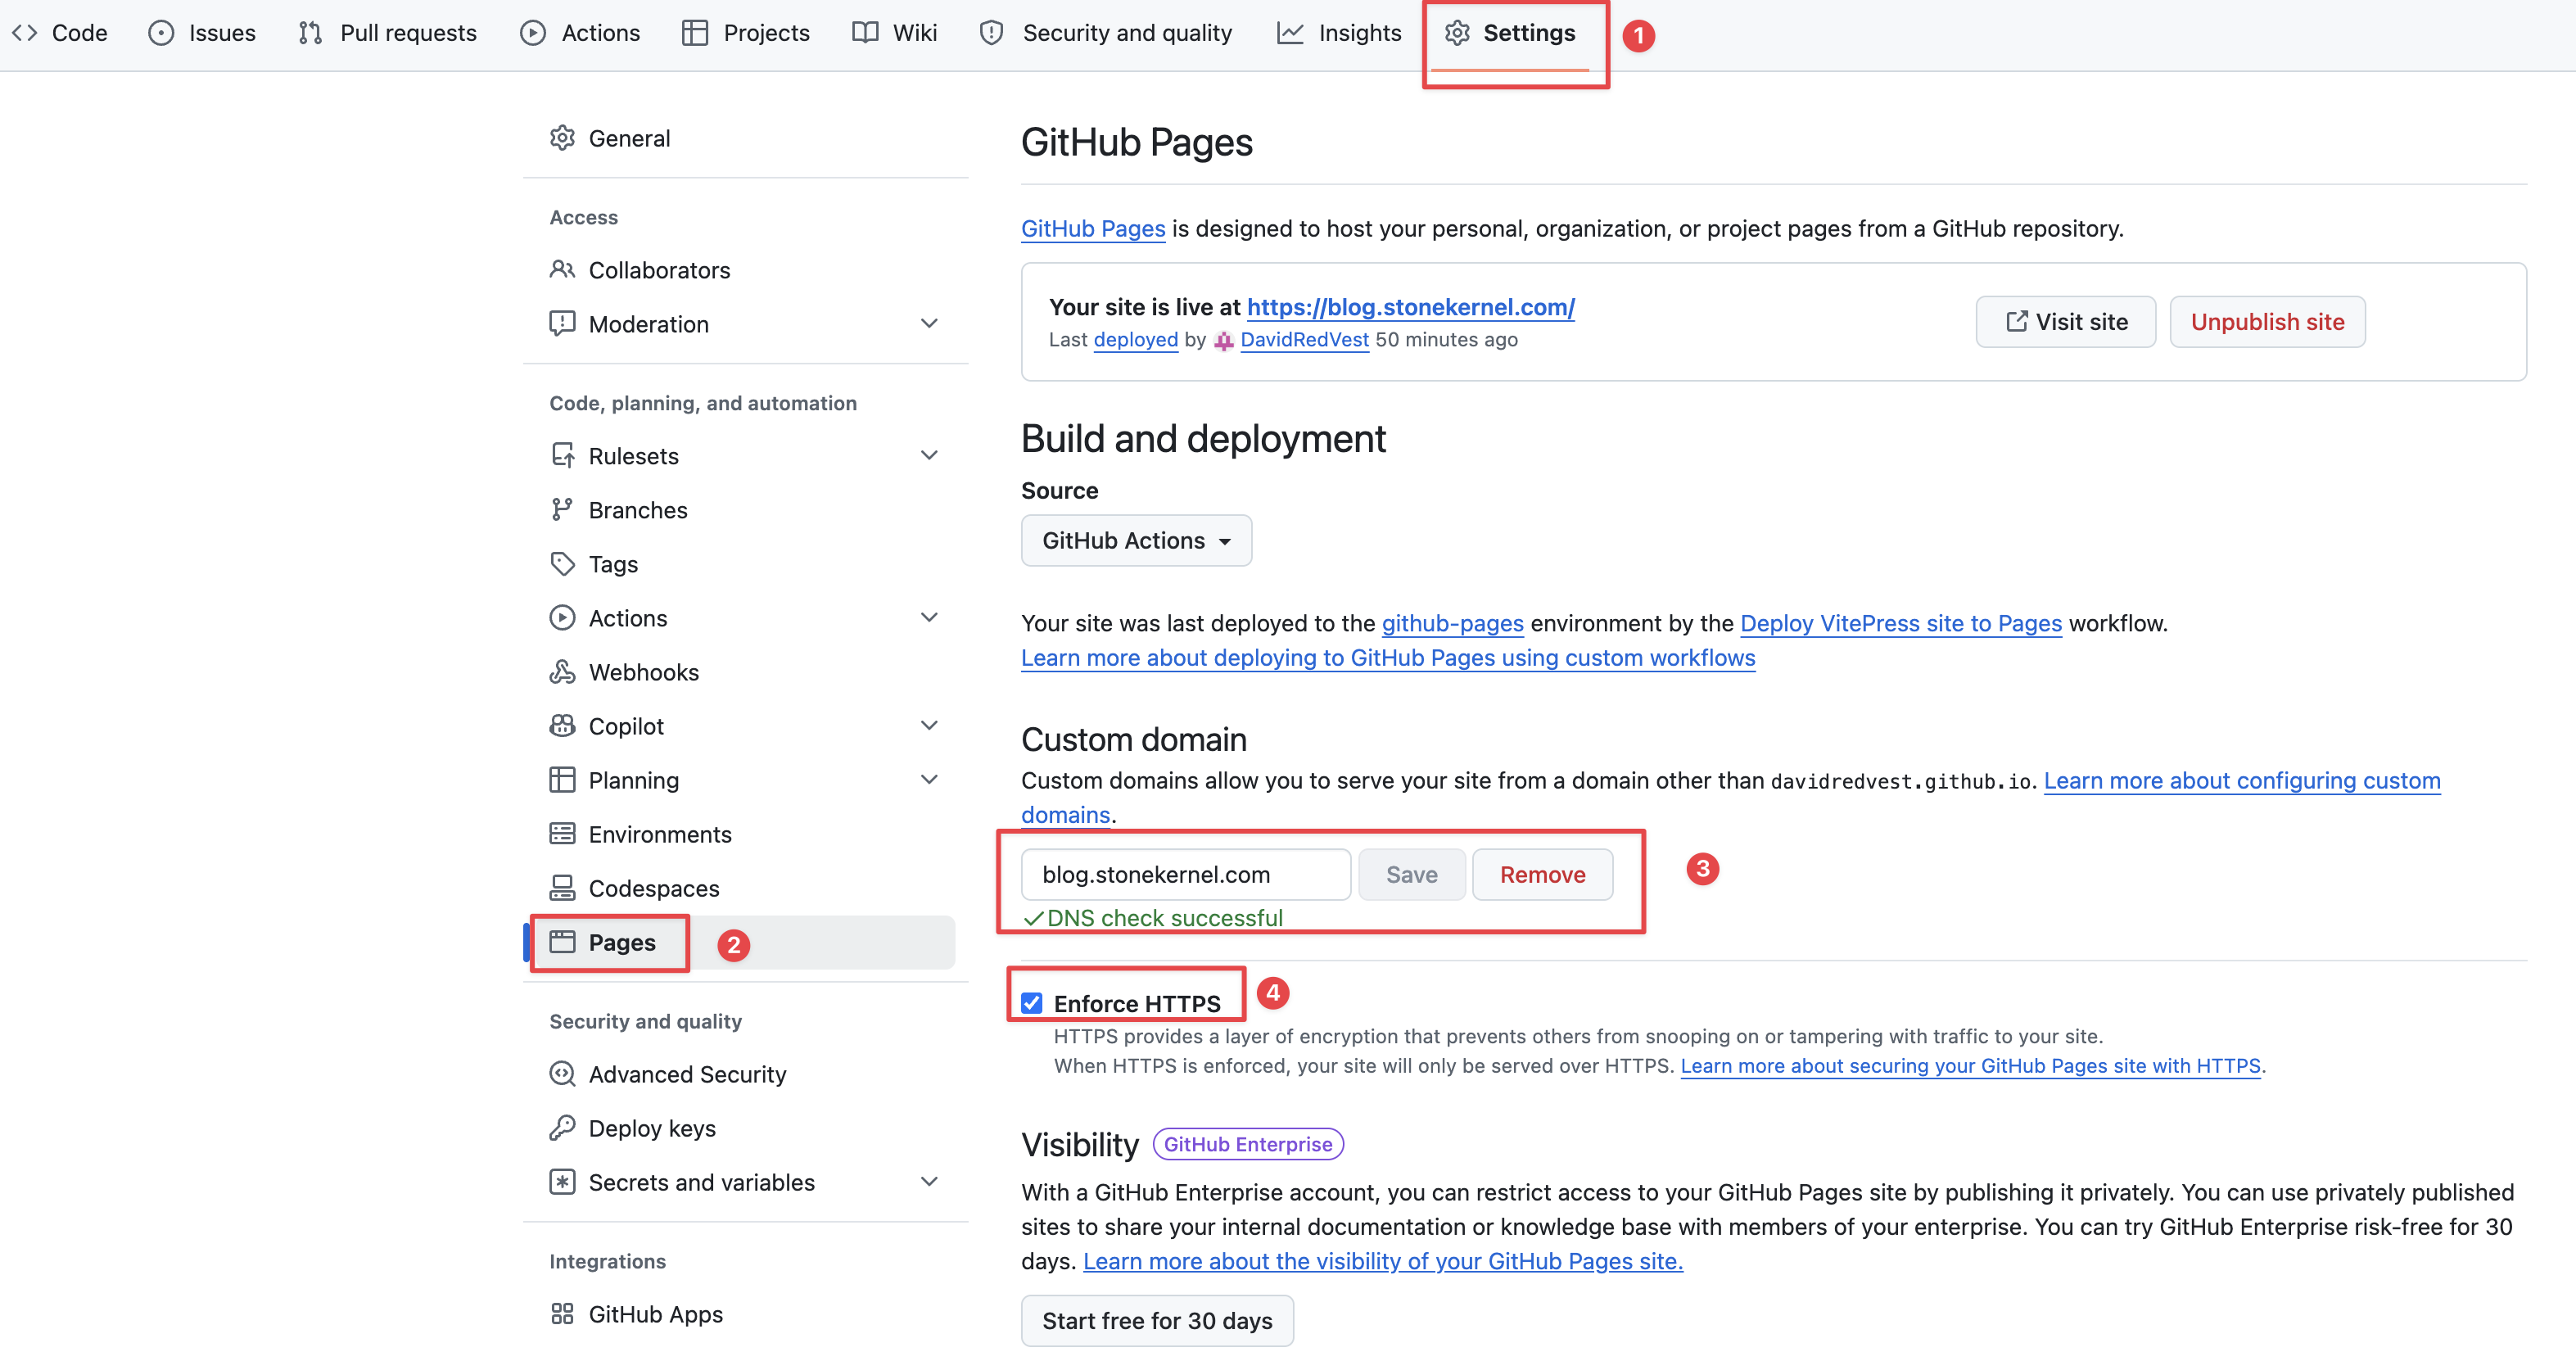 Code Issues Pull requests Actions Projects Wiki Security and quality Insights Settings 1
General
Access
Collaborators
Moderation
Code, planning, and automation
Rulesets
Branches
Tags
Actions
Webhooks
Copilot
Planning
Environments
Codespaces
Pages 2
Security and quality
Advanced Security
Deploy keys
Secrets and variables
Integrations
GitHub Apps
GitHub Pages
GitHub Pages is designed to host your personal, organization, or project pages from a GitHub repository.
Your site is live at https://blog.stonekernel.com/
Last deployed by DavidRedVest 50 minutes ago
Visit site Unpublish site
Build and deployment
Source
GitHub Actions
Your site was last deployed to the github-pages environment by the Deploy VitePress site to Pages workflow.
Learn more about deploying to GitHub Pages using custom workflows
Custom domain
Custom domains allow you to serve your site from a domain other than davidredvest.github.io. Learn more about configuring custom
domains.
blog.stonekernel.com Save Remove 3
DNS check successful
Enforce HTTPS 4
HTTPS provides a layer of encryption that prevents others from snooping on or tampering with traffic to your site.
When HTTPS is enforced, your site will only be served over HTTPS. Learn more about securing your GitHub Pages site with HTTPS.
Visibility GitHub Enterprise
With a GitHub Enterprise account, you can restrict access to your GitHub Pages site by publishing it privately. You can use privately published
sites to share your internal documentation or knowledge base with members of your enterprise. You can try GitHub Enterprise risk-free for 30
days. Learn more about the visibility of your GitHub Pages site.
Start free for 30 days